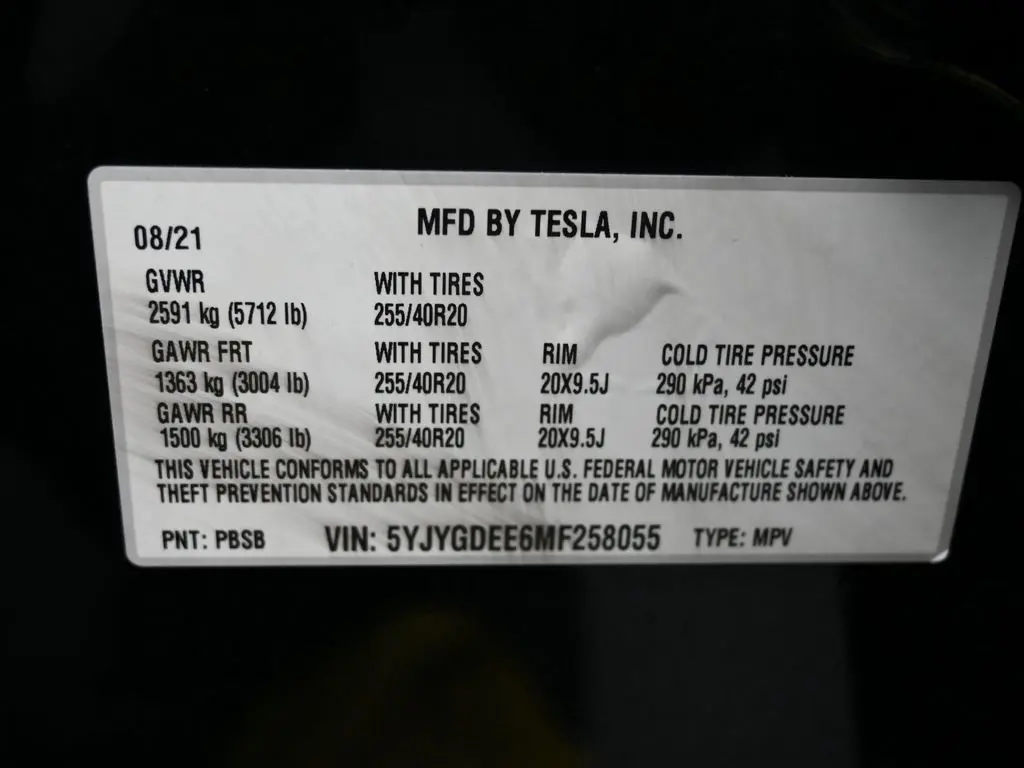 MFD BY TESLA, INC.
08/21
GVWR WITH TIRES
2591 kg (5712 lb) 255/40R20
GAWR FRT WITH TIRES RIM COLD TIRE PRESSURE
1363 kg (3004 lb) 255/40R20 20X9.5J 290 kPa, 42 psi
GAWR RR WITH TIRES RIM COLD TIRE PRESSURE
1500 kg (3306 lb) 255/40R20 20X9.5J 290 kPa, 42 psi
THIS VEHICLE CONFORMS TO ALL APPLICABLE U.S. FEDERAL MOTOR VEHICLE SAFETY AND
THEFT PREVENTION STANDARDS IN EFFECT ON THE DATE OF MANUFACTURE SHOWN ABOVE.
PNT: PBSB VIN: 5YJYGDEE6MF258055 TYPE: MPV